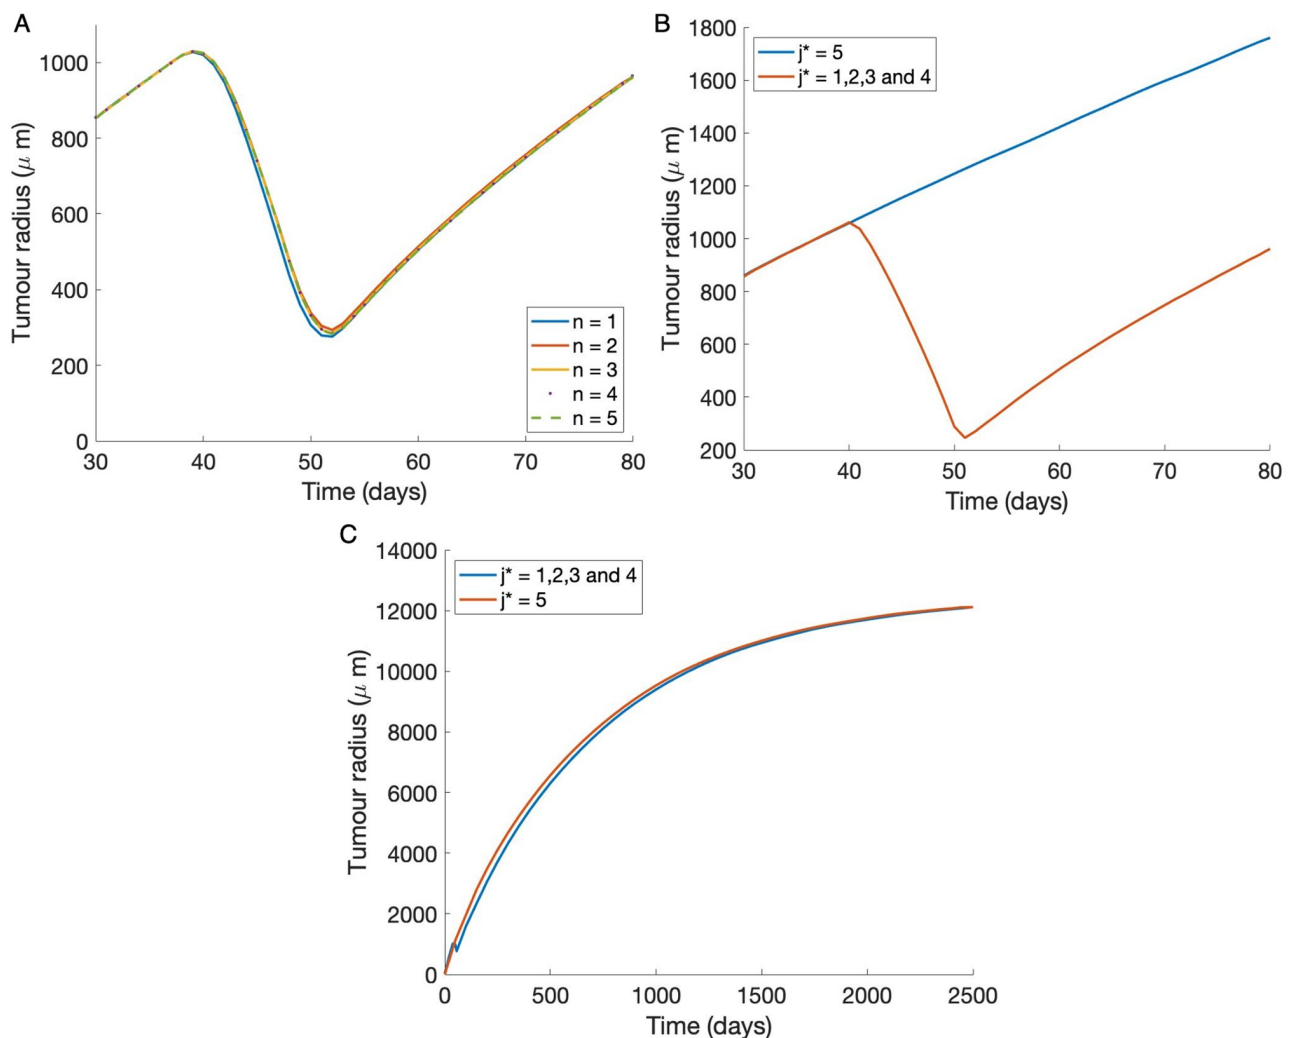 A
1000
800
600
400
200
0
30 40 50 60 70 80
Tumour radius (μ m)
Time (days)
n = 1
n = 2
n = 3
n = 4
n = 5
B
1800
1600
1400
1200
1000
800
600
400
200
30 40 50 60 70 80
Tumour radius (μ m)
Time (days)
j* = 5
j* = 1,2,3 and 4
C
14000
12000
10000
8000
6000
4000
2000
0
0 500 1000 1500 2000 2500
Tumour radius (μ m)
Time (days)
j* = 1,2,3 and 4
j* = 5